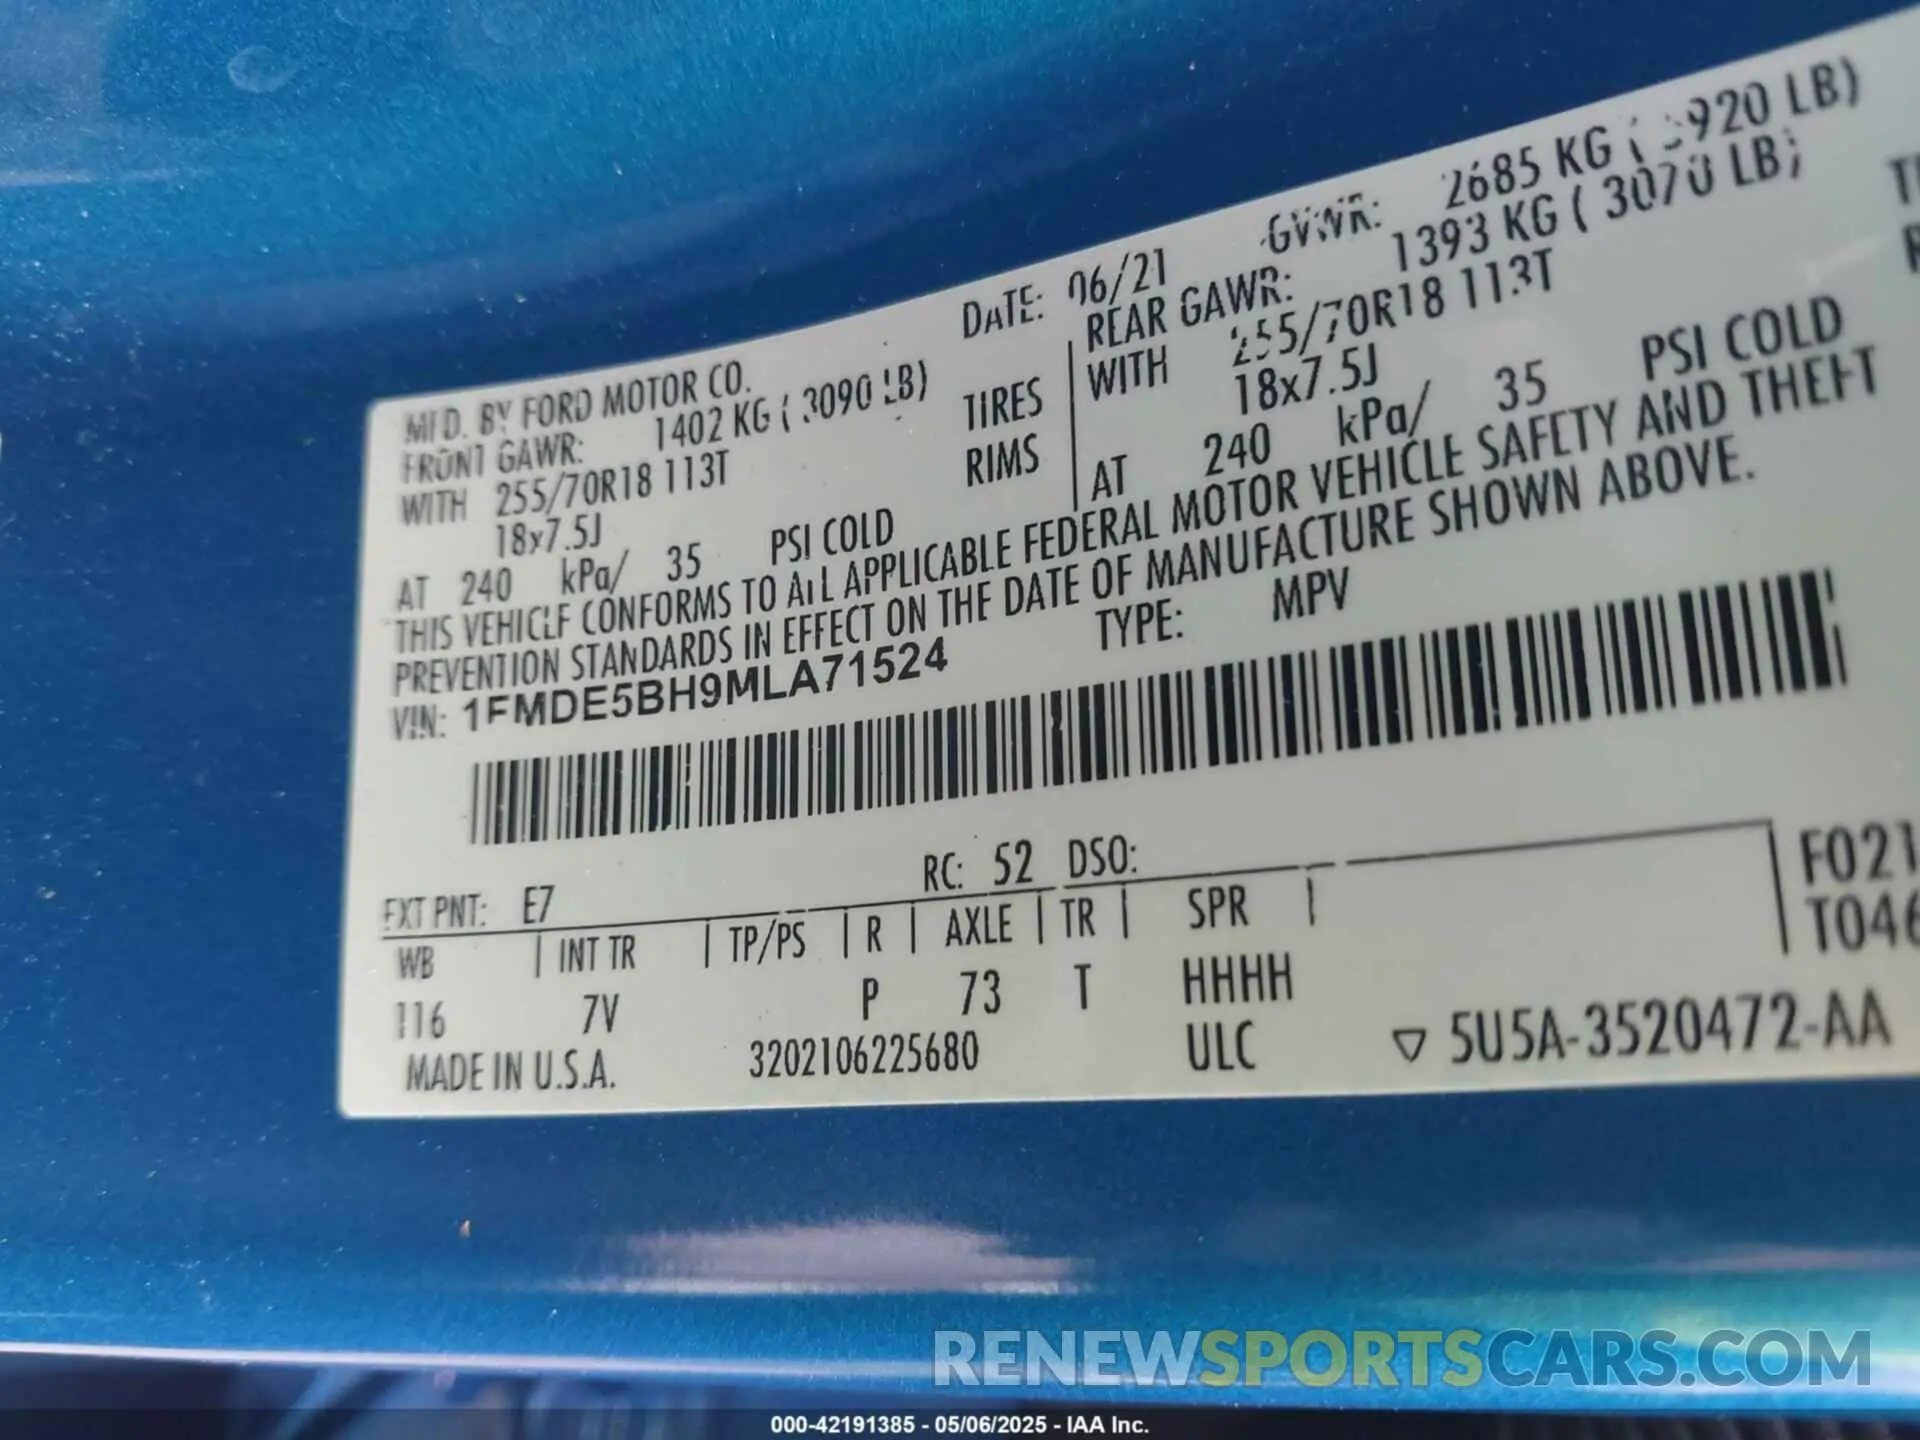 MFD. BY FORD MOTOR CO.
DATE: 06/21
GVWR: 2685 KG ( 5920 LB)
FRONT GAWR: 1402 KG ( 3090 LB)
REAR GAWR: 1393 KG ( 3070 LB)
WITH 255/70R18 113T
TIRES
WITH 255/70R18 113T
18x7.5J
RIMS
18x7.5J
AT 240 kPa/ 35 PSI COLD
AT 240 kPa/ 35 PSI COLD
THIS VEHICLE CONFORMS TO ALL APPLICABLE FEDERAL MOTOR VEHICLE SAFETY AND THEFT
PREVENTION STANDARDS IN EFFECT ON THE DATE OF MANUFACTURE SHOWN ABOVE.
VIN: 1FMDE5BH9MLA71524
TYPE: MPV
EXT PNT: E7 RC: 52 DSO:
WB | INT TR | TP/PS | R | AXLE | TR | SPR |
116 7V P 73 T HHHH
MADE IN U.S.A. 3202106225680 ULC ▽ 5U5A-3520472-AA
F021
T046
RENEWSPORTSCARS.COM
000-42191385 - 05/06/2025 - IAA Inc.